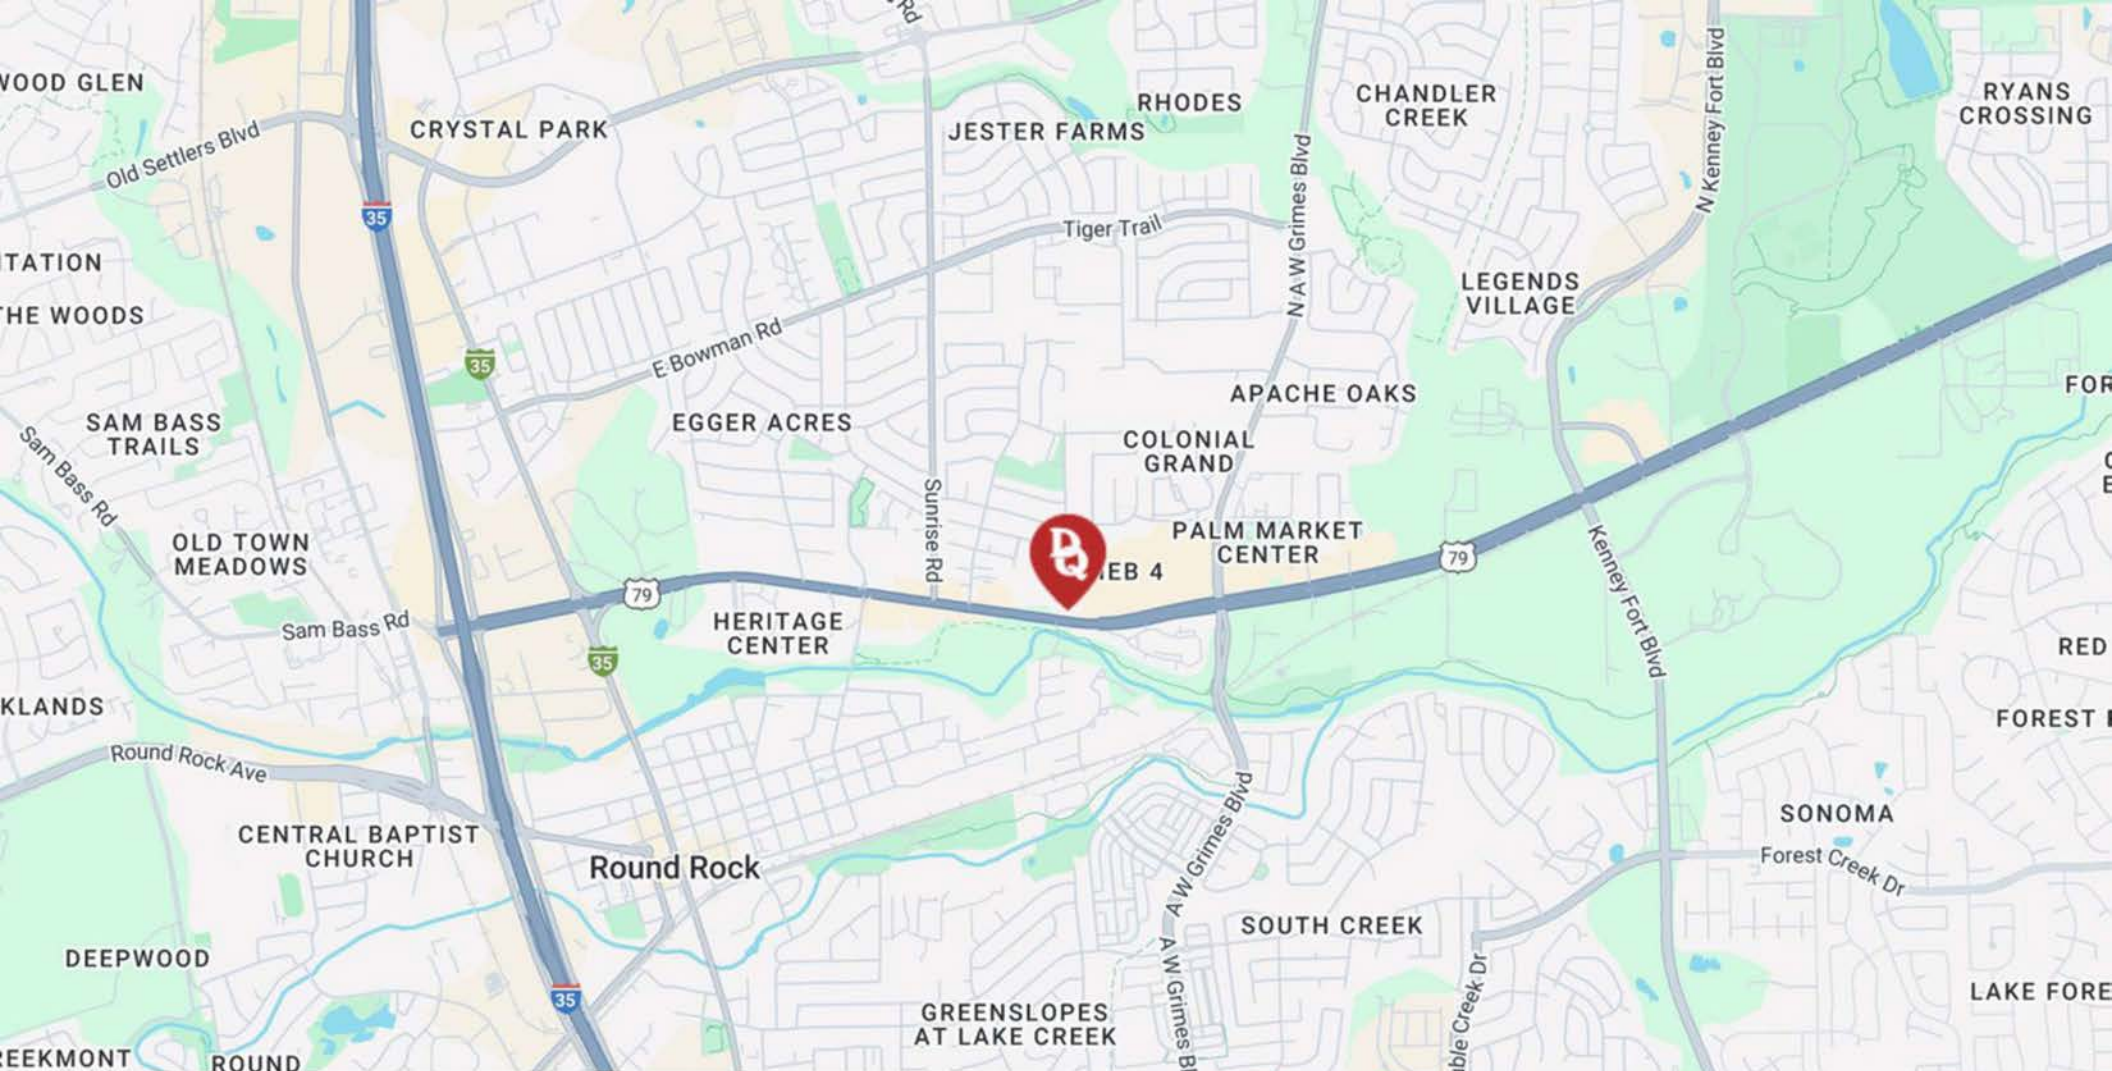 Rd
WOOD GLEN
Old Settlers Blvd
CRYSTAL PARK
JESTER FARMS
RHODES
CHANDLER
CREEK
N Kenney Fort Blvd
RYANS
CROSSING
35
Tiger Trail
N A W Grimes Blvd
TATION
THE WOODS
LEGENDS
VILLAGE
35
E Bowman Rd
APACHE OAKS
FOR
SAM BASS
TRAILS
Sam Bass Rd
EGGER ACRES
COLONIAL
GRAND
Sunrise Rd
OLD TOWN
MEADOWS
DQ
EB 4
PALM MARKET
CENTER
79
79
Kenney Fort Blvd
Sam Bass Rd
HERITAGE
CENTER
35
RED
KLANDS
FOREST
Round Rock Ave
CENTRAL BAPTIST
CHURCH
Round Rock
A W Grimes Blvd
SONOMA
Forest Creek Dr
SOUTH CREEK
DEEPWOOD
35
GREENSLOPES
AT LAKE CREEK
A W Grimes Bl
ble Creek Dr
LAKE FORE
REEKMONT
ROUND